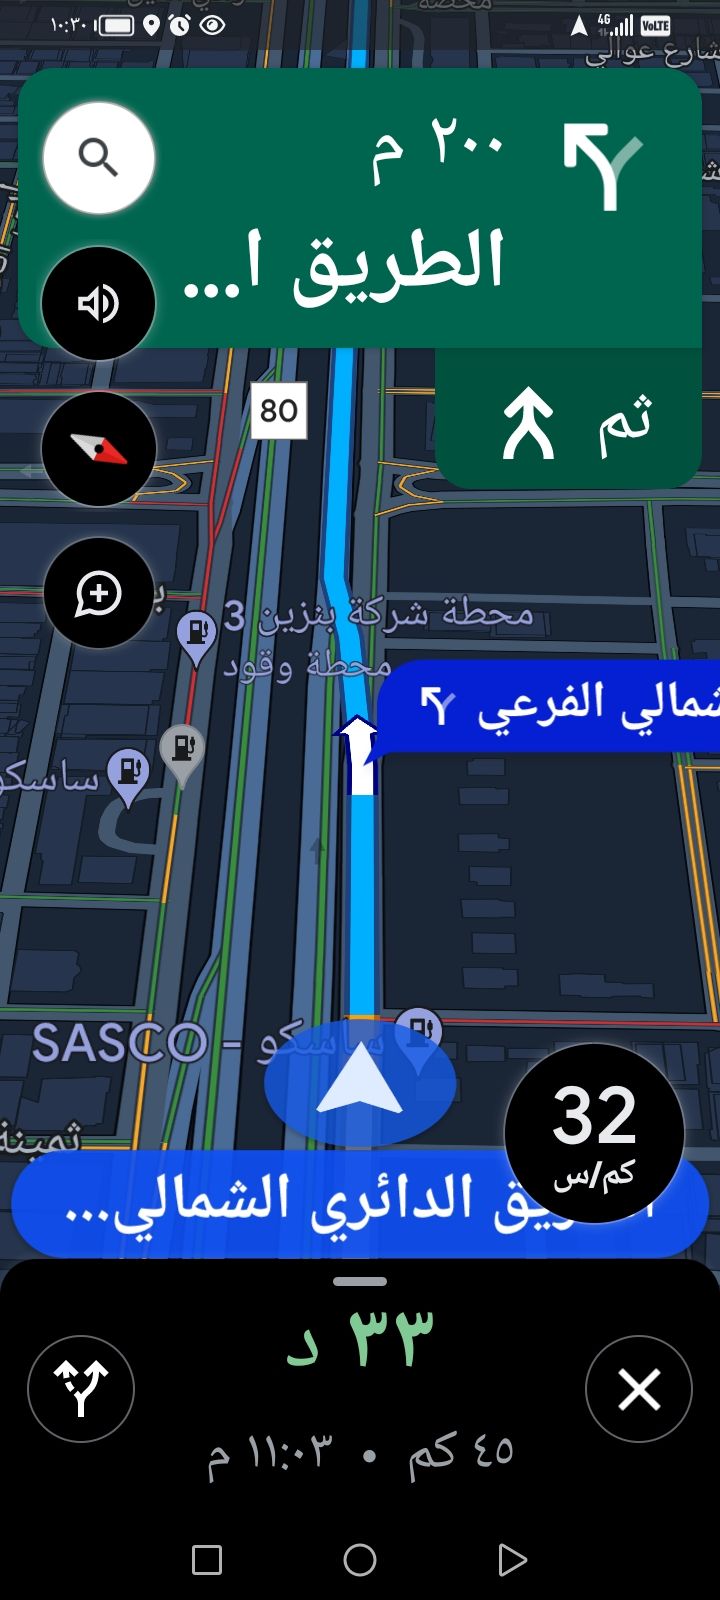 ١٠:٣٠
4G
VoLTE
شارع عوالي
٢٠٠ م
الطريق ا...
ثم
80
محطة شركة بنزين 3
محطة وقود
شمالي الفرعي
ساسكو
SASCO - ساسكو
ثمينة
32
كم/س
الدائري الشمالي...
٣٣ د
٤٥ كم • ١١:٠٣ م